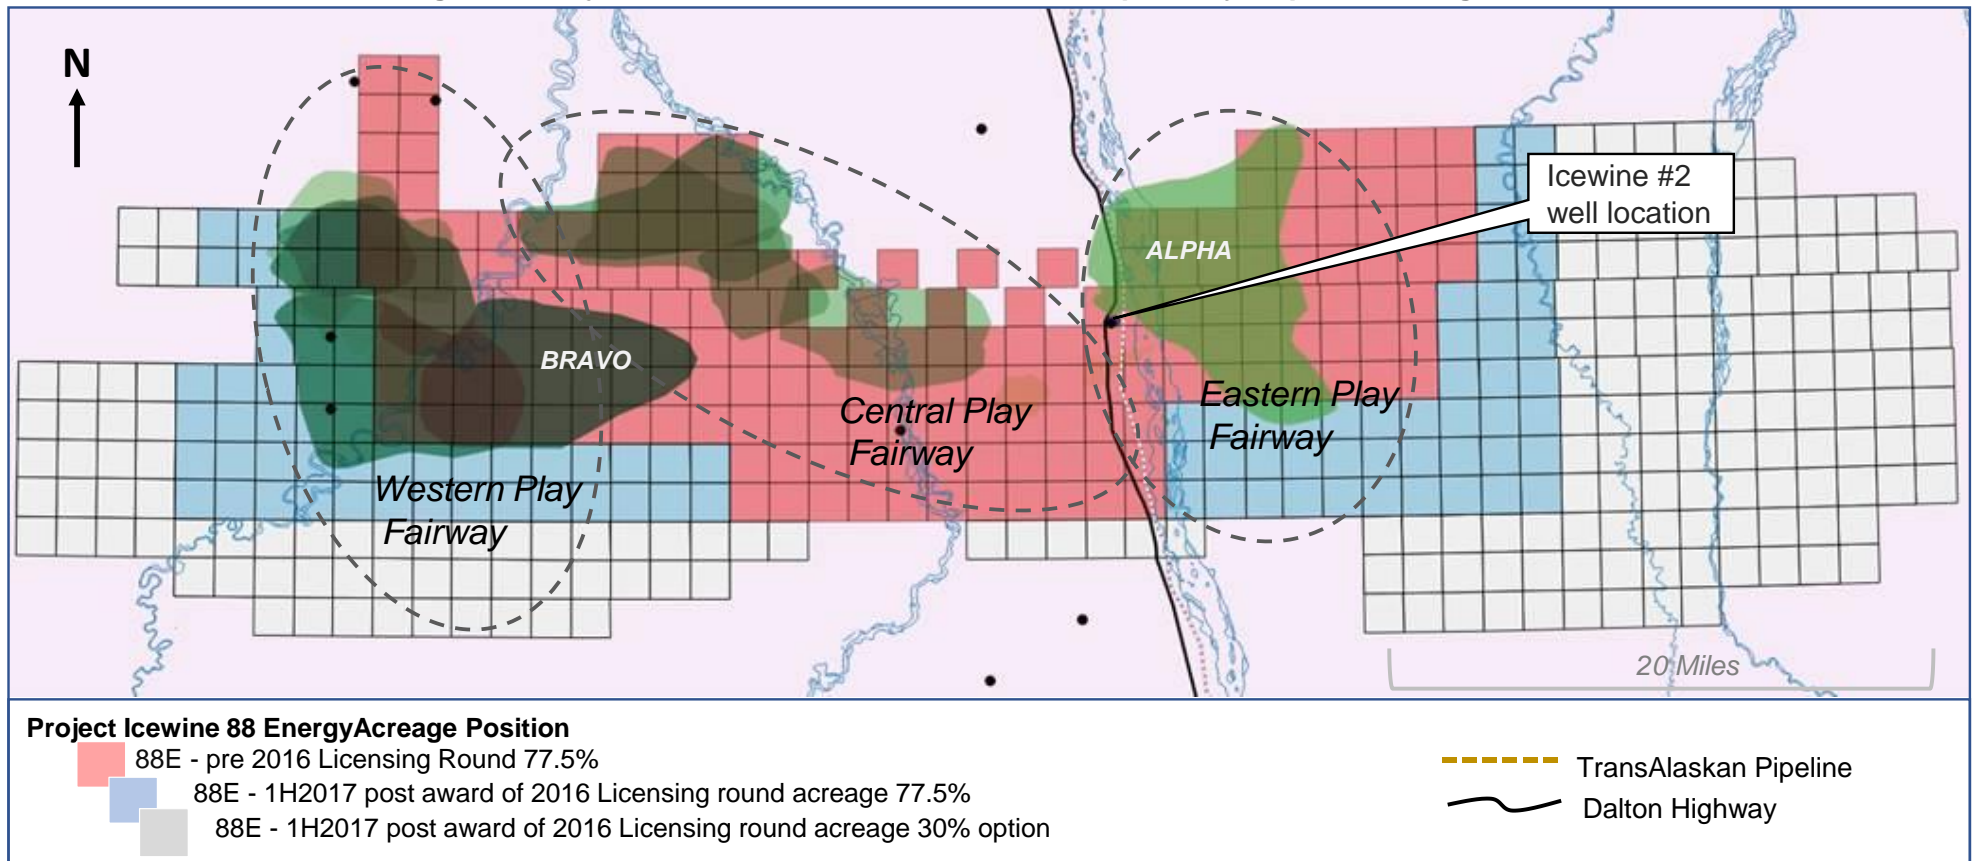 N
Icewine #2
well location
ALPHA
BRAVO
Central Play
Fairway
Eastern Play
Fairway
Western Play
Fairway
20 Miles
Project Icewine 88 EnergyAcreage Position
88E - pre 2016 Licensing Round 77.5%
88E - 1H2017 post award of 2016 Licensing round acreage 77.5%
88E - 1H2017 post award of 2016 Licensing round acreage 30% option
TransAlaskan Pipeline
Dalton Highway